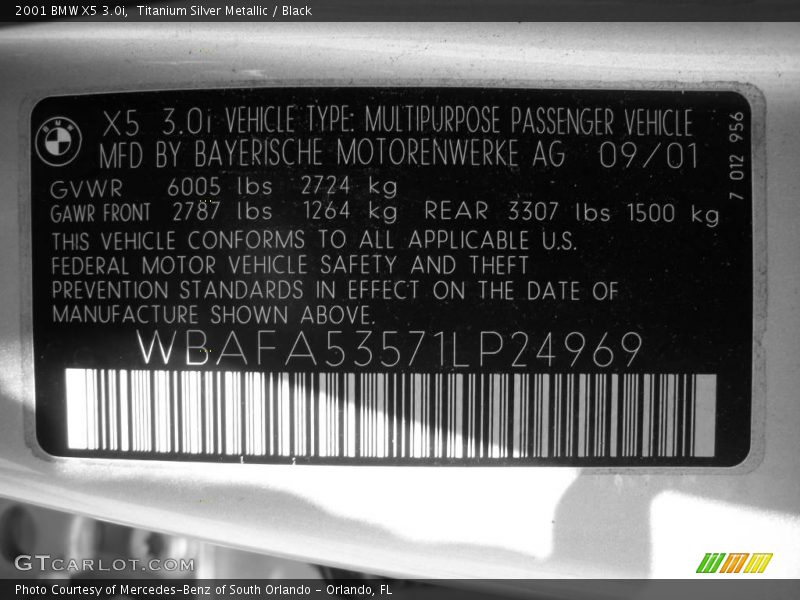 2001 BMW X5 3.0i, Titanium Silver Metallic / Black
BMW
X5 3.0i VEHICLE TYPE: MULTIPURPOSE PASSENGER VEHICLE
MFD BY BAYERISCHE MOTORENWERKE AG 09/01
7 012 956
GVWR 6005 lbs 2724 kg
GAWR FRONT 2787 lbs 1264 kg REAR 3307 lbs 1500 kg
THIS VEHICLE CONFORMS TO ALL APPLICABLE U.S.
FEDERAL MOTOR VEHICLE SAFETY AND THEFT
PREVENTION STANDARDS IN EFFECT ON THE DATE OF
MANUFACTURE SHOWN ABOVE.
WBAFA53571LP24969
GTCARLOT.COM
Photo Courtesy of Mercedes-Benz of South Orlando - Orlando, FL